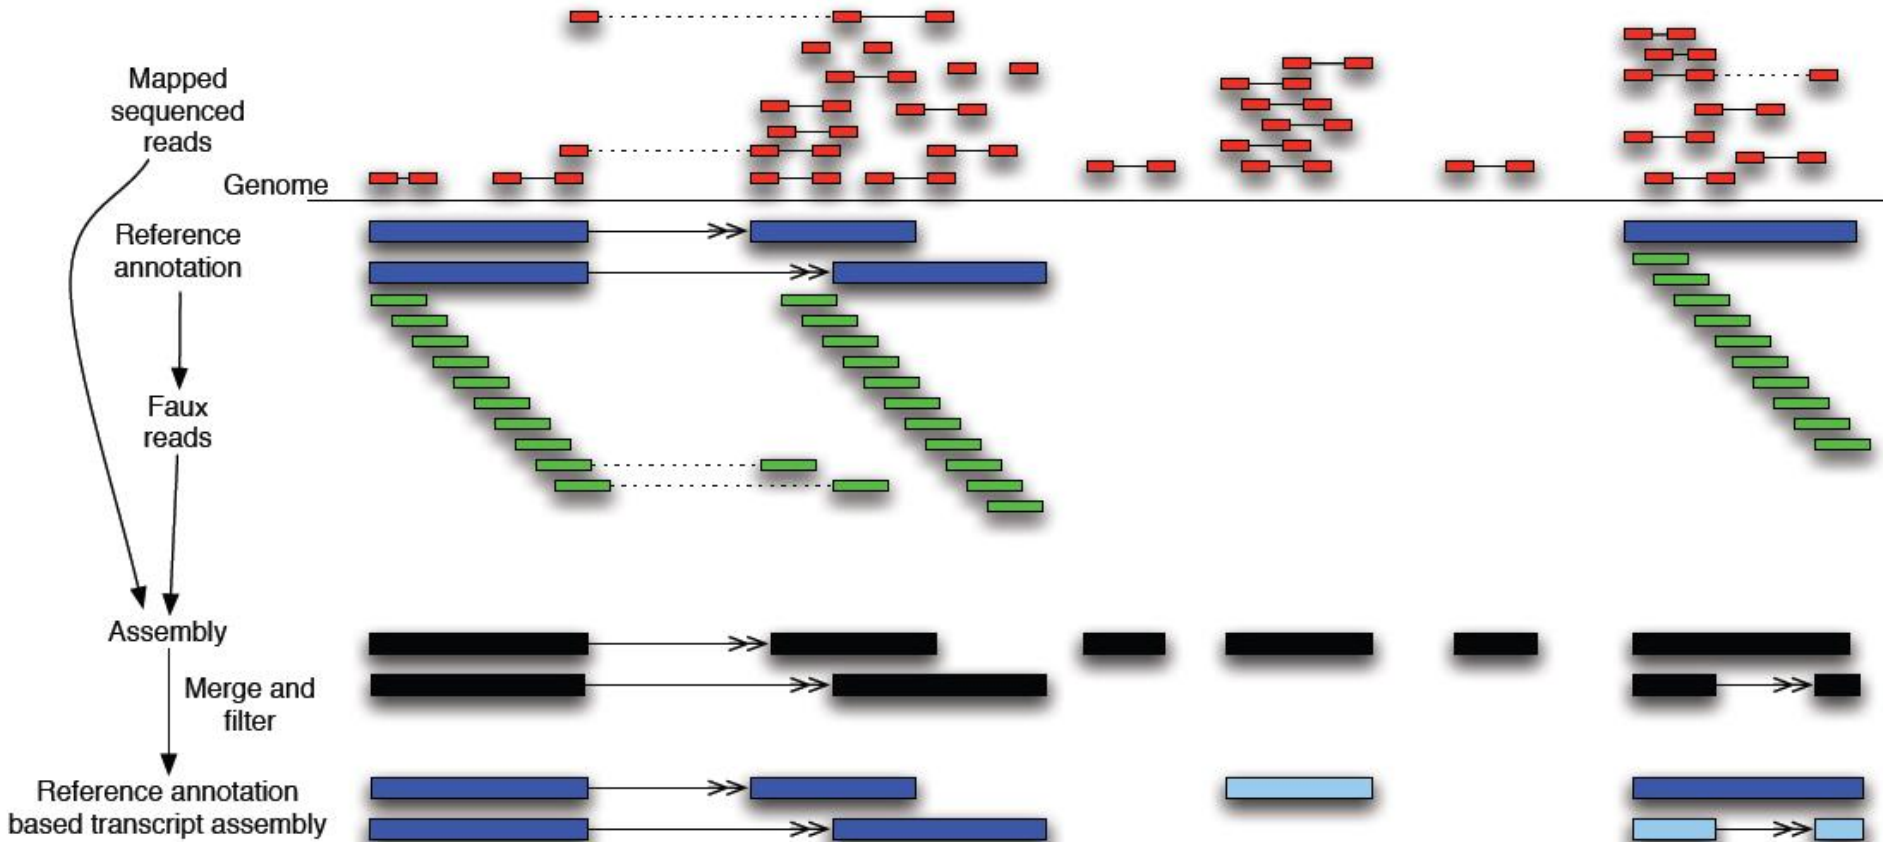 Mapped
sequenced
reads
Genome
Reference
annotation
Faux
reads
Assembly
Merge and
filter
Reference annotation
based transcript assembly